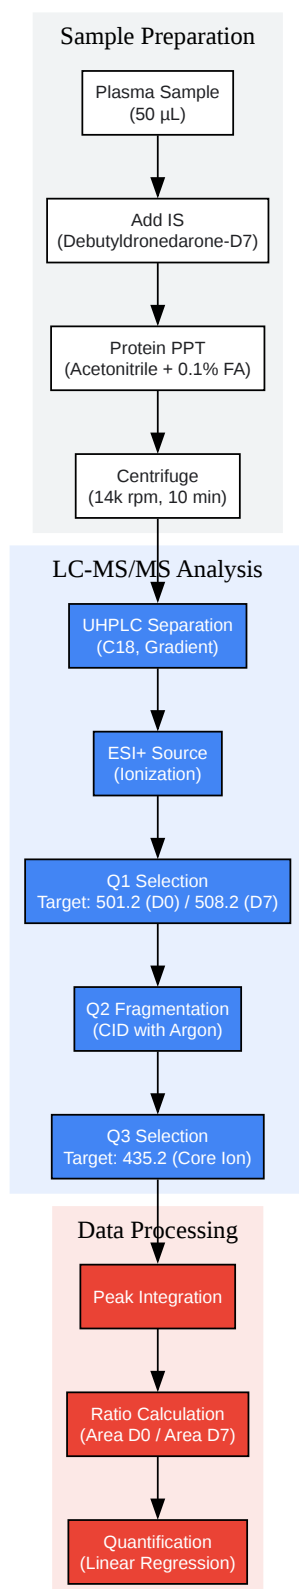 Sample Preparation
Plasma Sample
(50 µL)
Add IS
(Debutyldronedarone-D7)
Protein PPT
(Acetonitrile + 0.1% FA)
Centrifuge
(14k rpm, 10 min)
LC-MS/MS Analysis
UHPLC Separation
(C18, Gradient)
ESI+ Source
(Ionization)
Q1 Selection
Target: 501.2 (D0) / 508.2 (D7)
Q2 Fragmentation
(CID with Argon)
Q3 Selection
Target: 435.2 (Core Ion)
Data Processing
Peak Integration
Ratio Calculation
(Area D0 / Area D7)
Quantification
(Linear Regression)